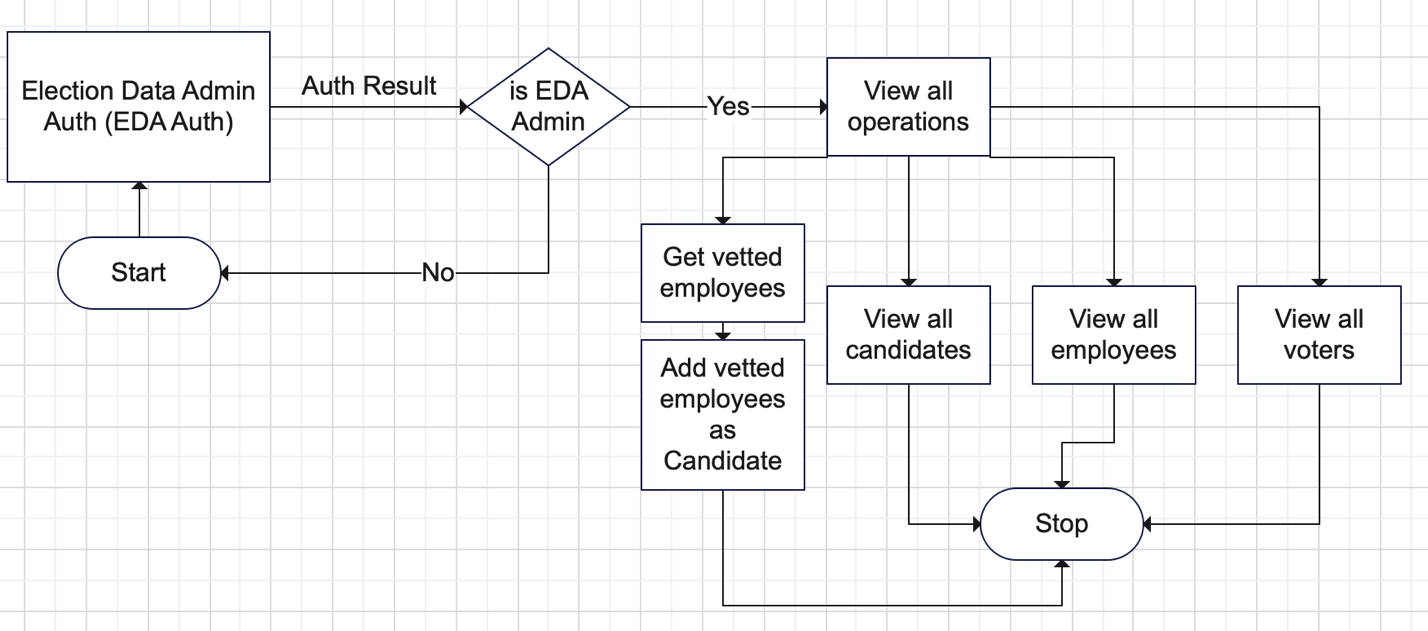 Election Data Admin
Auth (EDA Auth)
Auth Result
is EDA
Admin
Yes
View all
operations
Start
No
Get vetted
employees
View all
candidates
View all
employees
View all
voters
Add vetted
employees
as
Candidate
Stop